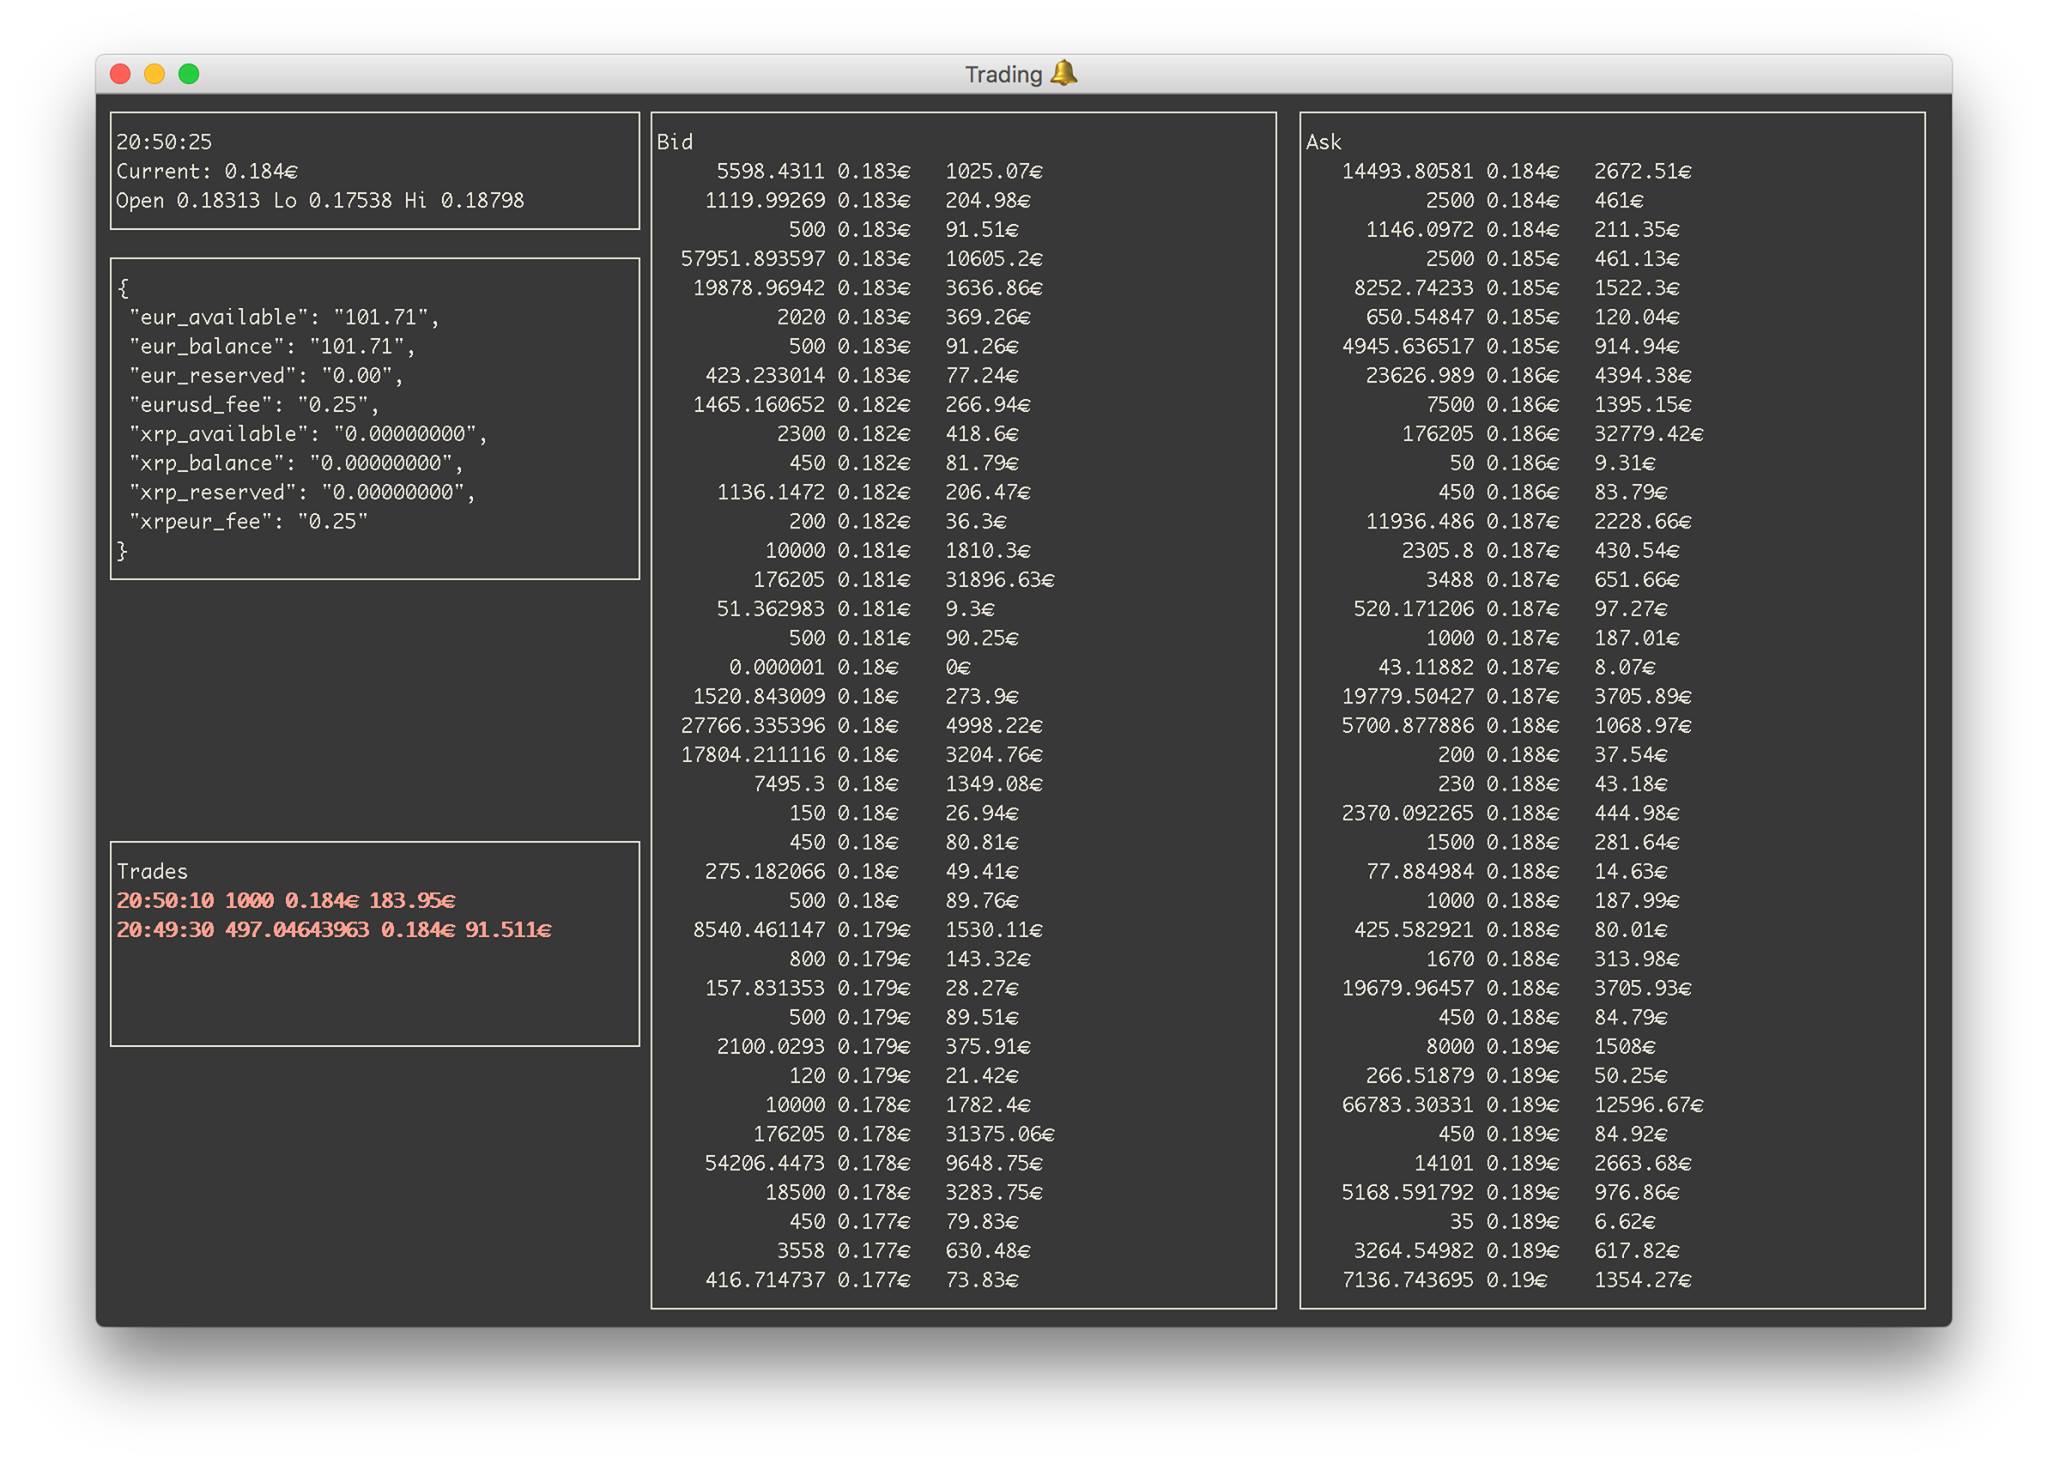 Trading 🔔
20:50:25
Current: 0.184€
Open 0.18313 Lo 0.17538 Hi 0.18798
{
"eur_available": "101.71",
"eur_balance": "101.71",
"eur_reserved": "0.00",
"eurusd_fee": "0.25",
"xrp_available": "0.00000000",
"xrp_balance": "0.00000000",
"xrp_reserved": "0.00000000",
"xrpeur_fee": "0.25"
}
Trades
20:50:10 1000 0.184€ 183.95€
20:49:30 497.04643963 0.184€ 91.511€
Bid
5598.4311 0.183€ 1025.07€
1119.99269 0.183€ 204.98€
500 0.183€ 91.51€
57951.893597 0.183€ 10605.2€
19878.96942 0.183€ 3636.86€
2020 0.183€ 369.26€
500 0.183€ 91.26€
423.233014 0.183€ 77.24€
1465.160652 0.182€ 266.94€
2300 0.182€ 418.6€
450 0.182€ 81.79€
1136.1472 0.182€ 206.47€
200 0.182€ 36.3€
10000 0.181€ 1810.3€
176205 0.181€ 31896.63€
51.362983 0.181€ 9.3€
500 0.181€ 90.25€
0.000001 0.18€ 0€
1520.843009 0.18€ 273.9€
27766.335396 0.18€ 4998.22€
17804.211116 0.18€ 3204.76€
7495.3 0.18€ 1349.08€
150 0.18€ 26.94€
450 0.18€ 80.81€
275.182066 0.18€ 49.41€
500 0.18€ 89.76€
8540.461147 0.179€ 1530.11€
800 0.179€ 143.32€
157.831353 0.179€ 28.27€
500 0.179€ 89.51€
2100.0293 0.179€ 375.91€
120 0.179€ 21.42€
10000 0.178€ 1782.4€
176205 0.178€ 31375.06€
54206.4473 0.178€ 9648.75€
18500 0.178€ 3283.75€
450 0.177€ 79.83€
3558 0.177€ 630.48€
416.714737 0.177€ 73.83€
Ask
14493.80581 0.184€ 2672.51€
2500 0.184€ 461€
1146.0972 0.184€ 211.35€
2500 0.185€ 461.13€
8252.74233 0.185€ 1522.3€
650.54847 0.185€ 120.04€
4945.636517 0.185€ 914.94€
23626.989 0.186€ 4394.38€
7500 0.186€ 1395.15€
176205 0.186€ 32779.42€
50 0.186€ 9.31€
450 0.186€ 83.79€
11936.486 0.187€ 2228.66€
2305.8 0.187€ 430.54€
3488 0.187€ 651.66€
520.171206 0.187€ 97.27€
1000 0.187€ 187.01€
43.11882 0.187€ 8.07€
19779.50427 0.187€ 3705.89€
5700.877886 0.188€ 1068.97€
200 0.188€ 37.54€
230 0.188€ 43.18€
2370.092265 0.188€ 444.98€
1500 0.188€ 281.64€
77.884984 0.188€ 14.63€
1000 0.188€ 187.99€
425.582921 0.188€ 80.01€
1670 0.188€ 313.98€
19679.96457 0.188€ 3705.93€
450 0.188€ 84.79€
8000 0.189€ 1508€
266.51879 0.189€ 50.25€
66783.30331 0.189€ 12596.67€
450 0.189€ 84.92€
14101 0.189€ 2663.68€
5168.591792 0.189€ 976.86€
35 0.189€ 6.62€
3264.54982 0.189€ 617.82€
7136.743695 0.19€ 1354.27€